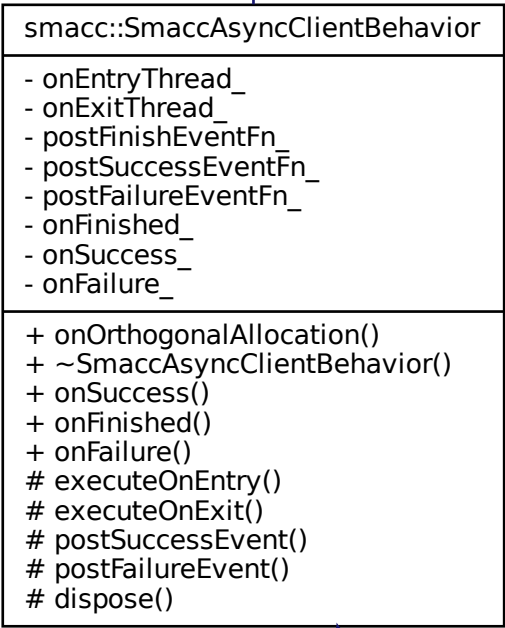 smacc::SmaccAsyncClientBehavior
- onEntryThread_
- onExitThread_
- postFinishEventFn_
- postSuccessEventFn_
- postFailureEventFn_
- onFinished_
- onSuccess_
- onFailure_
+ onOrthogonalAllocation()
+ ~SmaccAsyncClientBehavior()
+ onSuccess()
+ onFinished()
+ onFailure()
# executeOnEntry()
# executeOnExit()
# postSuccessEvent()
# postFailureEvent()
# dispose()